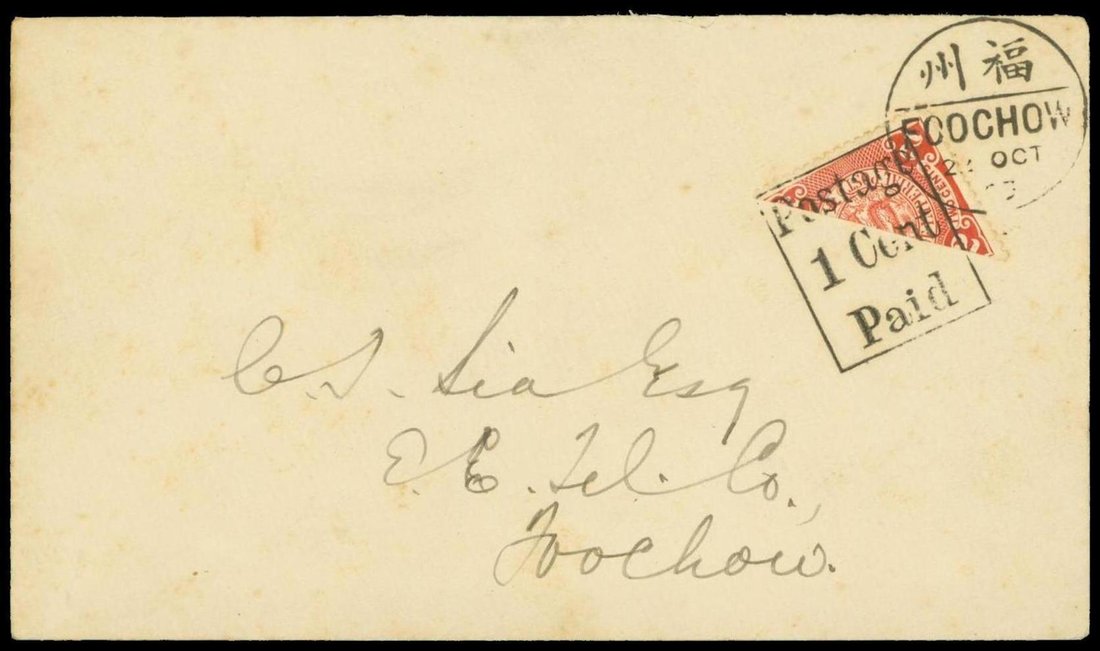 福州
FOOCHOW
OCT
Postage
1 Cent
Paid
C. S. Sia Esq
E. E. Tel. Co.,
Foochow.